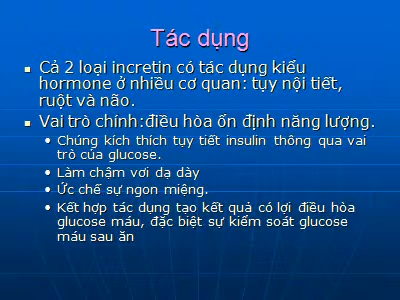 Tác dụng
Cả 2 loại incretin có tác dụng kiểu
hormone ở nhiều cơ quan: tụy nội tiết,
ruột và não.
Vai trò chính:điều hòa ổn định năng lượng.
Chúng kích thích tụy tiết insulin thông qua vai
trò của glucose.
Làm chậm vơi dạ dày
Ức chế sự ngon miệng.
Kết hợp tác dụng tạo kết quả có lợi điều hòa
glucose máu, đặc biệt sự kiểm soát glucose
máu sau ăn